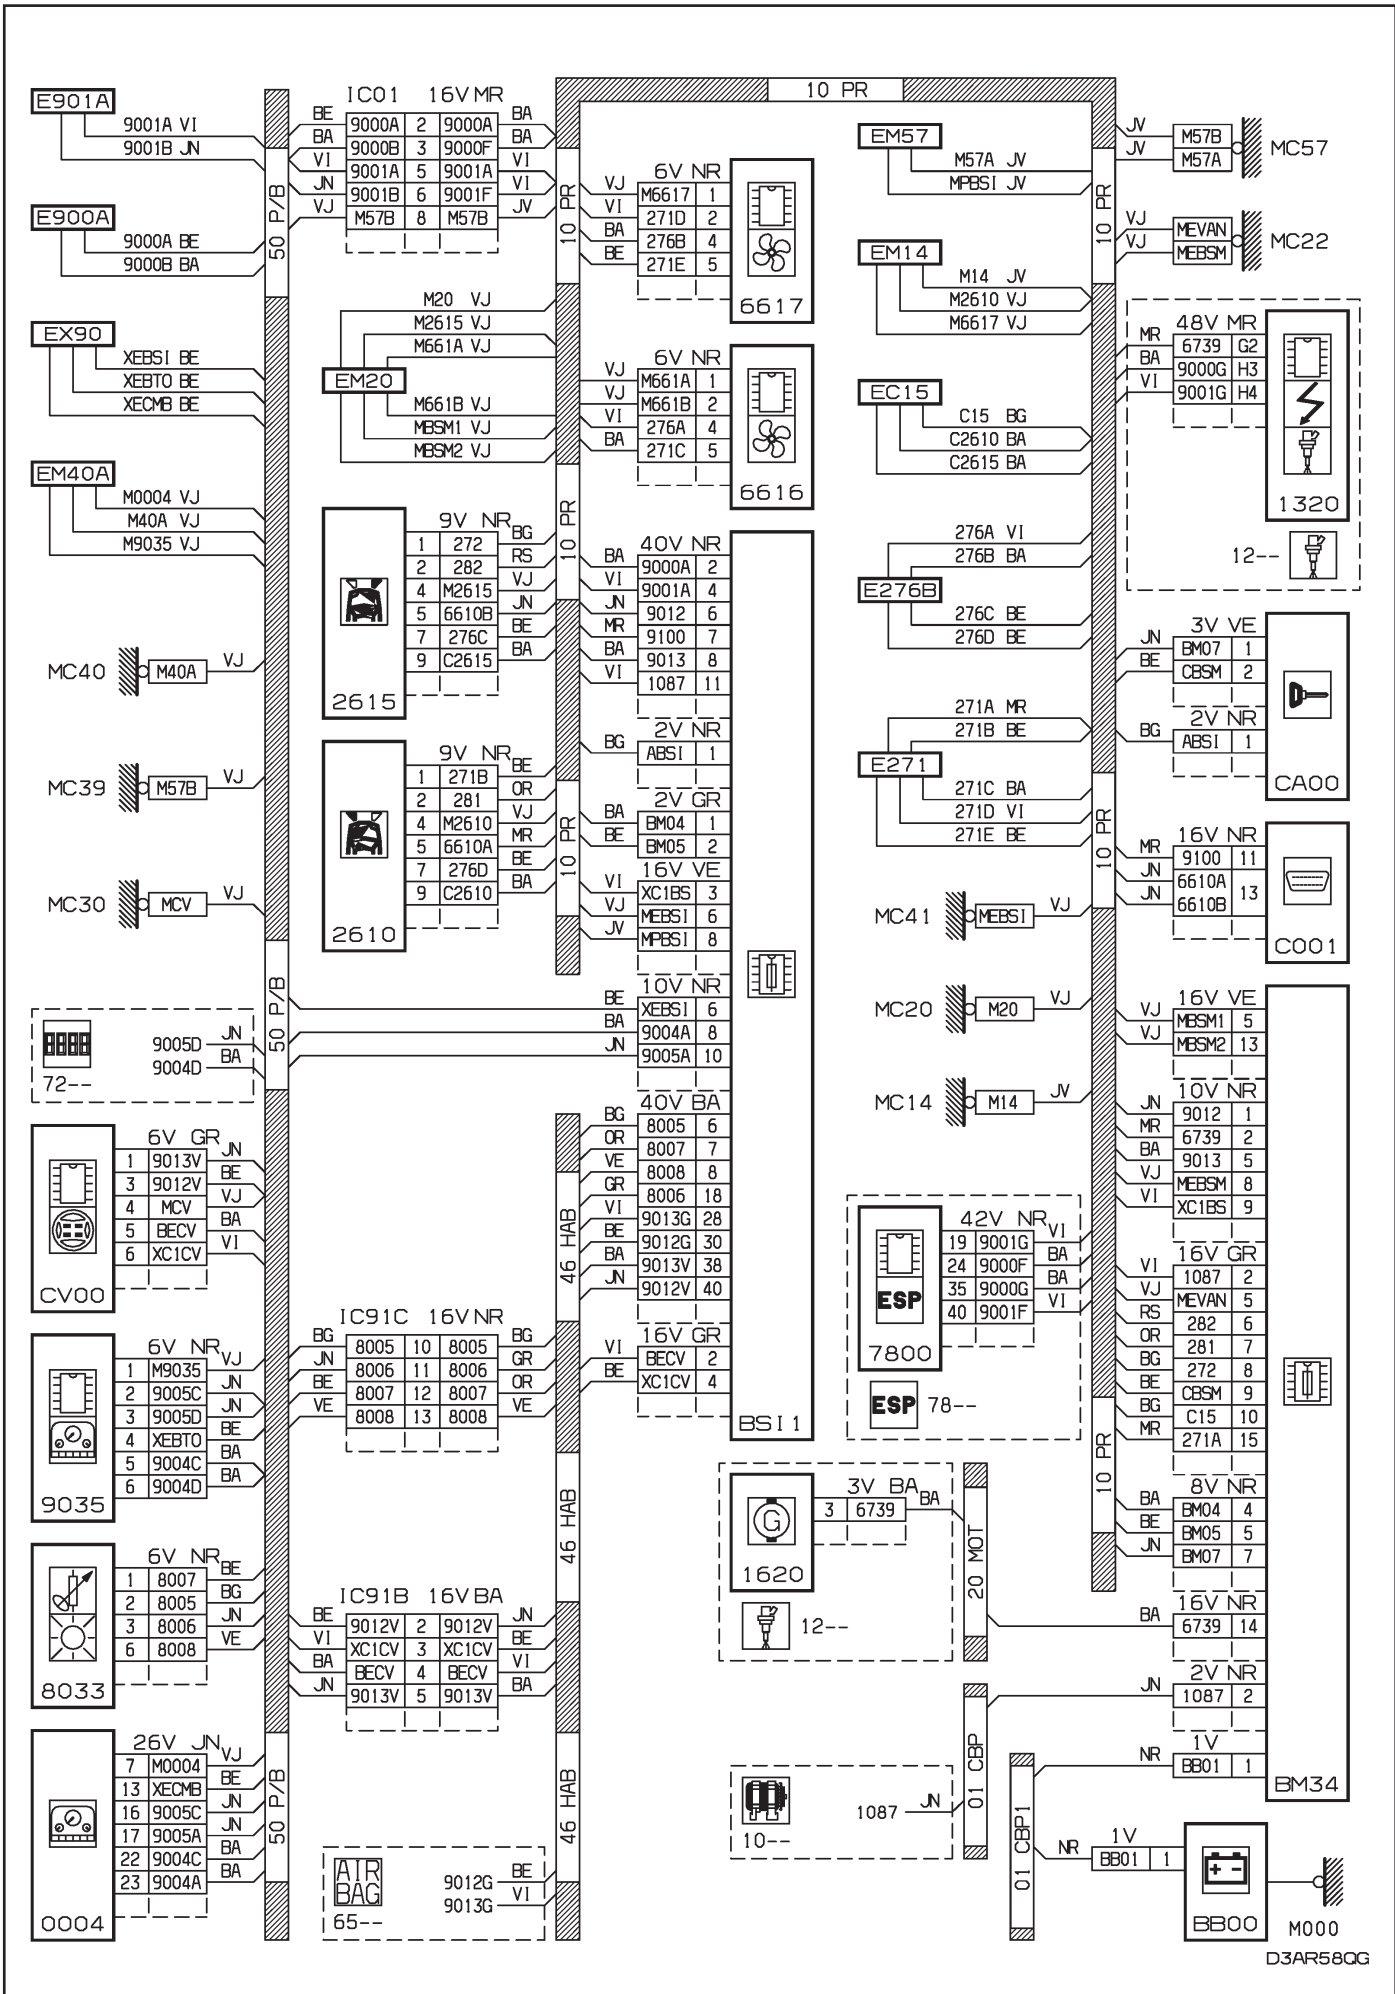 10 PR
E901A
9001A VI
9001B JN
E900A
9000A BE
9000B BA
EX90
XEBSI BE
XEBTO BE
XECMB BE
EM40A
M0004 VJ
M40A VJ
M9035 VJ
MC40 M40A VJ
MC39 M57B VJ
MC30 MCV VJ
72--
9005D JN
9004D BA
6V GR
1 9013V JN
3 9012V BE
4 MCV VJ
5 BECV BA
6 XC1CV VI
CV00
6V NR
1 M9035 VJ
2 9005C JN
3 9005D JN
4 XEBTO BE
5 9004C BA
6 9004D BA
9035
6V NR
1 8007 BE
2 8005 BG
3 8006 JN
6 8008 VE
8033
26V JN
7 M0004 VJ
13 XECMB BE
16 9005C JN
17 9005A JN
22 9004C BA
23 9004A BA
0004
50 P/B
50 P/B
50 P/B
IC01 16V MR
BE 9000A 2 9000A BA
BA 9000B 3 9000F BA
VI 9001A 5 9001A VI
JN 9001B 6 9001F VI
VJ M57B 8 M57B JV
M20 VJ
M2615 VJ
M661A VJ
EM20
M661B VJ
MBSM1 VJ
MBSM2 VJ
9V NR
1 272 BG
2 282 RS
4 M2615 VJ
5 6610B JN
7 276C BE
9 C2615 BA
2615
9V NR
1 271B BE
2 281 OR
4 M2610 VJ
5 6610A MR
7 276D BE
9 C2610 BA
2610
IC91C 16V NR
BG 8005 10 8005 BG
JN 8006 11 8006 GR
BE 8007 12 8007 OR
VE 8008 13 8008 VE
IC91B 16V BA
BE 9012V 2 9012V JN
VI XC1CV 3 XC1CV BE
BA BECV 4 BECV VI
JN 9013V 5 9013V BA
AIR
BAG
65--
9012G BE
9013G VI
10 PR
10 PR
10 PR
46 HAB
46 HAB
46 HAB
6V NR
VJ M6617 1
VI 271D 2
BA 276B 4
BE 271E 5
6617
6V NR
VJ M661A 1
VJ M661B 2
VI 276A 4
BA 271C 5
6616
40V NR
BA 9000A 2
VI 9001A 4
JN 9012 6
MR 9100 7
BA 9013 8
VI 1087 11
2V NR
BG ABSI 1
2V GR
BA BM04 1
BE BM05 2
16V VE
VI XC1BS 3
VJ MEBSI 6
JV MPBSI 8
10V NR
BE XEBSI 6
BA 9004A 8
JN 9005A 10
40V BA
BG 8005 6
OR 8007 7
VE 8008 8
GR 8006 18
VI 9013G 28
BE 9012G 30
BA 9013V 38
JN 9012V 40
16V GR
VI BECV 2
BE XC1CV 4
BSI1
EM57
M57A JV
MPBSI JV
EM14
M14 JV
M2610 VJ
M6617 VJ
EC15
C15 BG
C2610 BA
C2615 BA
276A VI
276B BA
E276B
276C BE
276D BE
271A MR
271B BE
E271
271C BA
271D VI
271E BE
MC41 MEBSI VJ
MC20 M20 VJ
MC14 M14 JV
42V NR
19 9001G VI
24 9000F BA
35 9000G BA
40 9001F VI
ESP
7800
ESP 78--
3V BA
3 6739 BA
G
1620
12--
20 MOT
10--
1087 JN
01 CBP
01 CBP1
10 PR
10 PR
10 PR
JV M57B
JV M57A
MC57
VJ MEVAN
VJ MEBSM
MC22
48V MR
MR 6739 G2
BA 9000G H3
VI 9001G H4
1320
12--
3V VE
JN BM07 1
BE CBSM 2
2V NR
BG ABSI 1
CA00
16V NR
MR 9100 11
JN 6610A 13
JN 6610B
C001
16V VE
VJ MBSM1 5
VJ MBSM2 13
10V NR
JN 9012 1
MR 6739 2
BA 9013 5
VJ MEBSM 8
VI XC1BS 9
16V GR
VI 1087 2
VJ MEVAN 5
RS 282 6
OR 281 7
BG 272 8
BE CBSM 9
BG C15 10
MR 271A 15
8V NR
BA BM04 4
BE BM05 5
JN BM07 7
16V NR
BA 6739 14
2V NR
JN 1087 2
1V
NR BB01 1
BM34
1V
NR BB01 1
BB00
M000
D3AR58QG